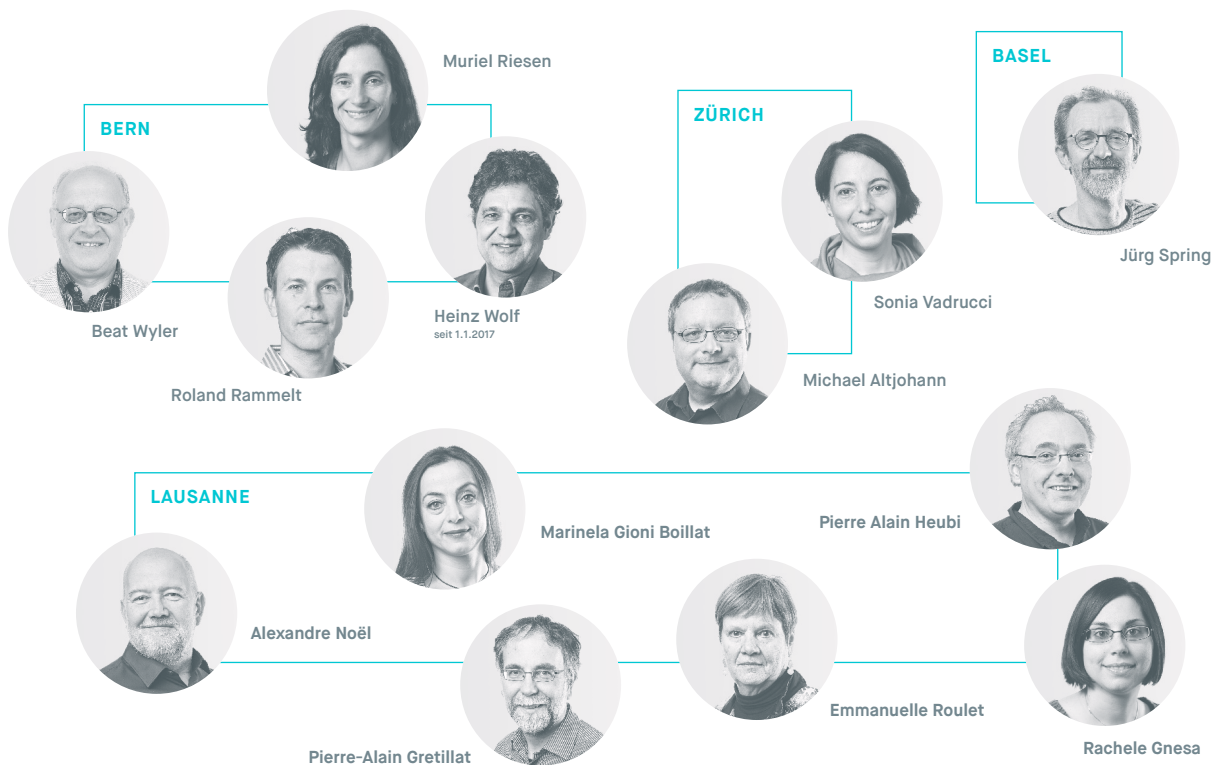 BERN
Muriel Riesen
Beat Wyler
Roland Rammelt
Heinz Wolf
seit 1.1.2017
ZÜRICH
Sonia Vadrucci
Michael Altjohann
BASEL
Jürg Spring
LAUSANNE
Marinela Gioni Boillat
Pierre Alain Heubi
Alexandre Noël
Pierre-Alain Gretillat
Emmanuelle Roulet
Rachele Gnesa